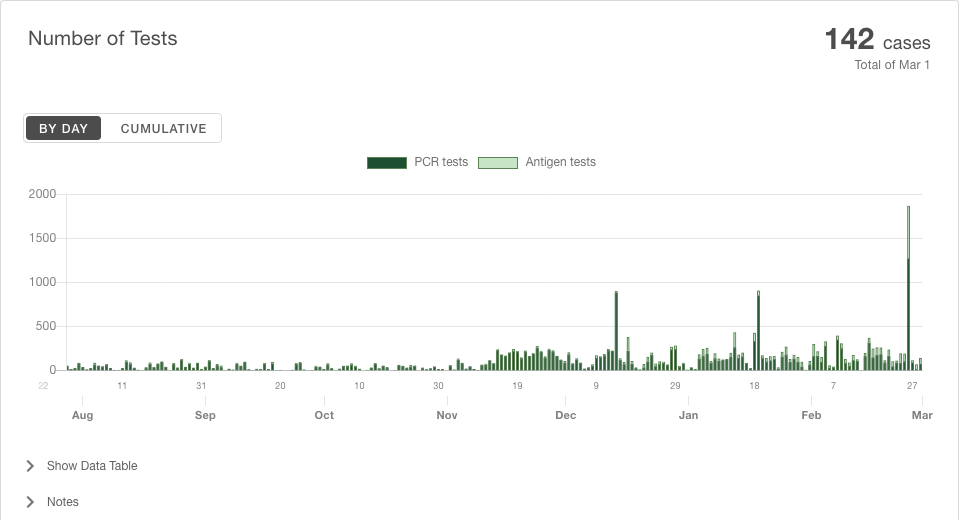 Number of Tests
142 cases
Total of Mar 1
BY DAY CUMULATIVE
PCR tests Antigen tests
2000
1500
1000
500
0
22 11 31 20 10 30 19 9 29 18 7 27
Aug Sep Oct Nov Dec Jan Feb Mar
Show Data Table
Notes